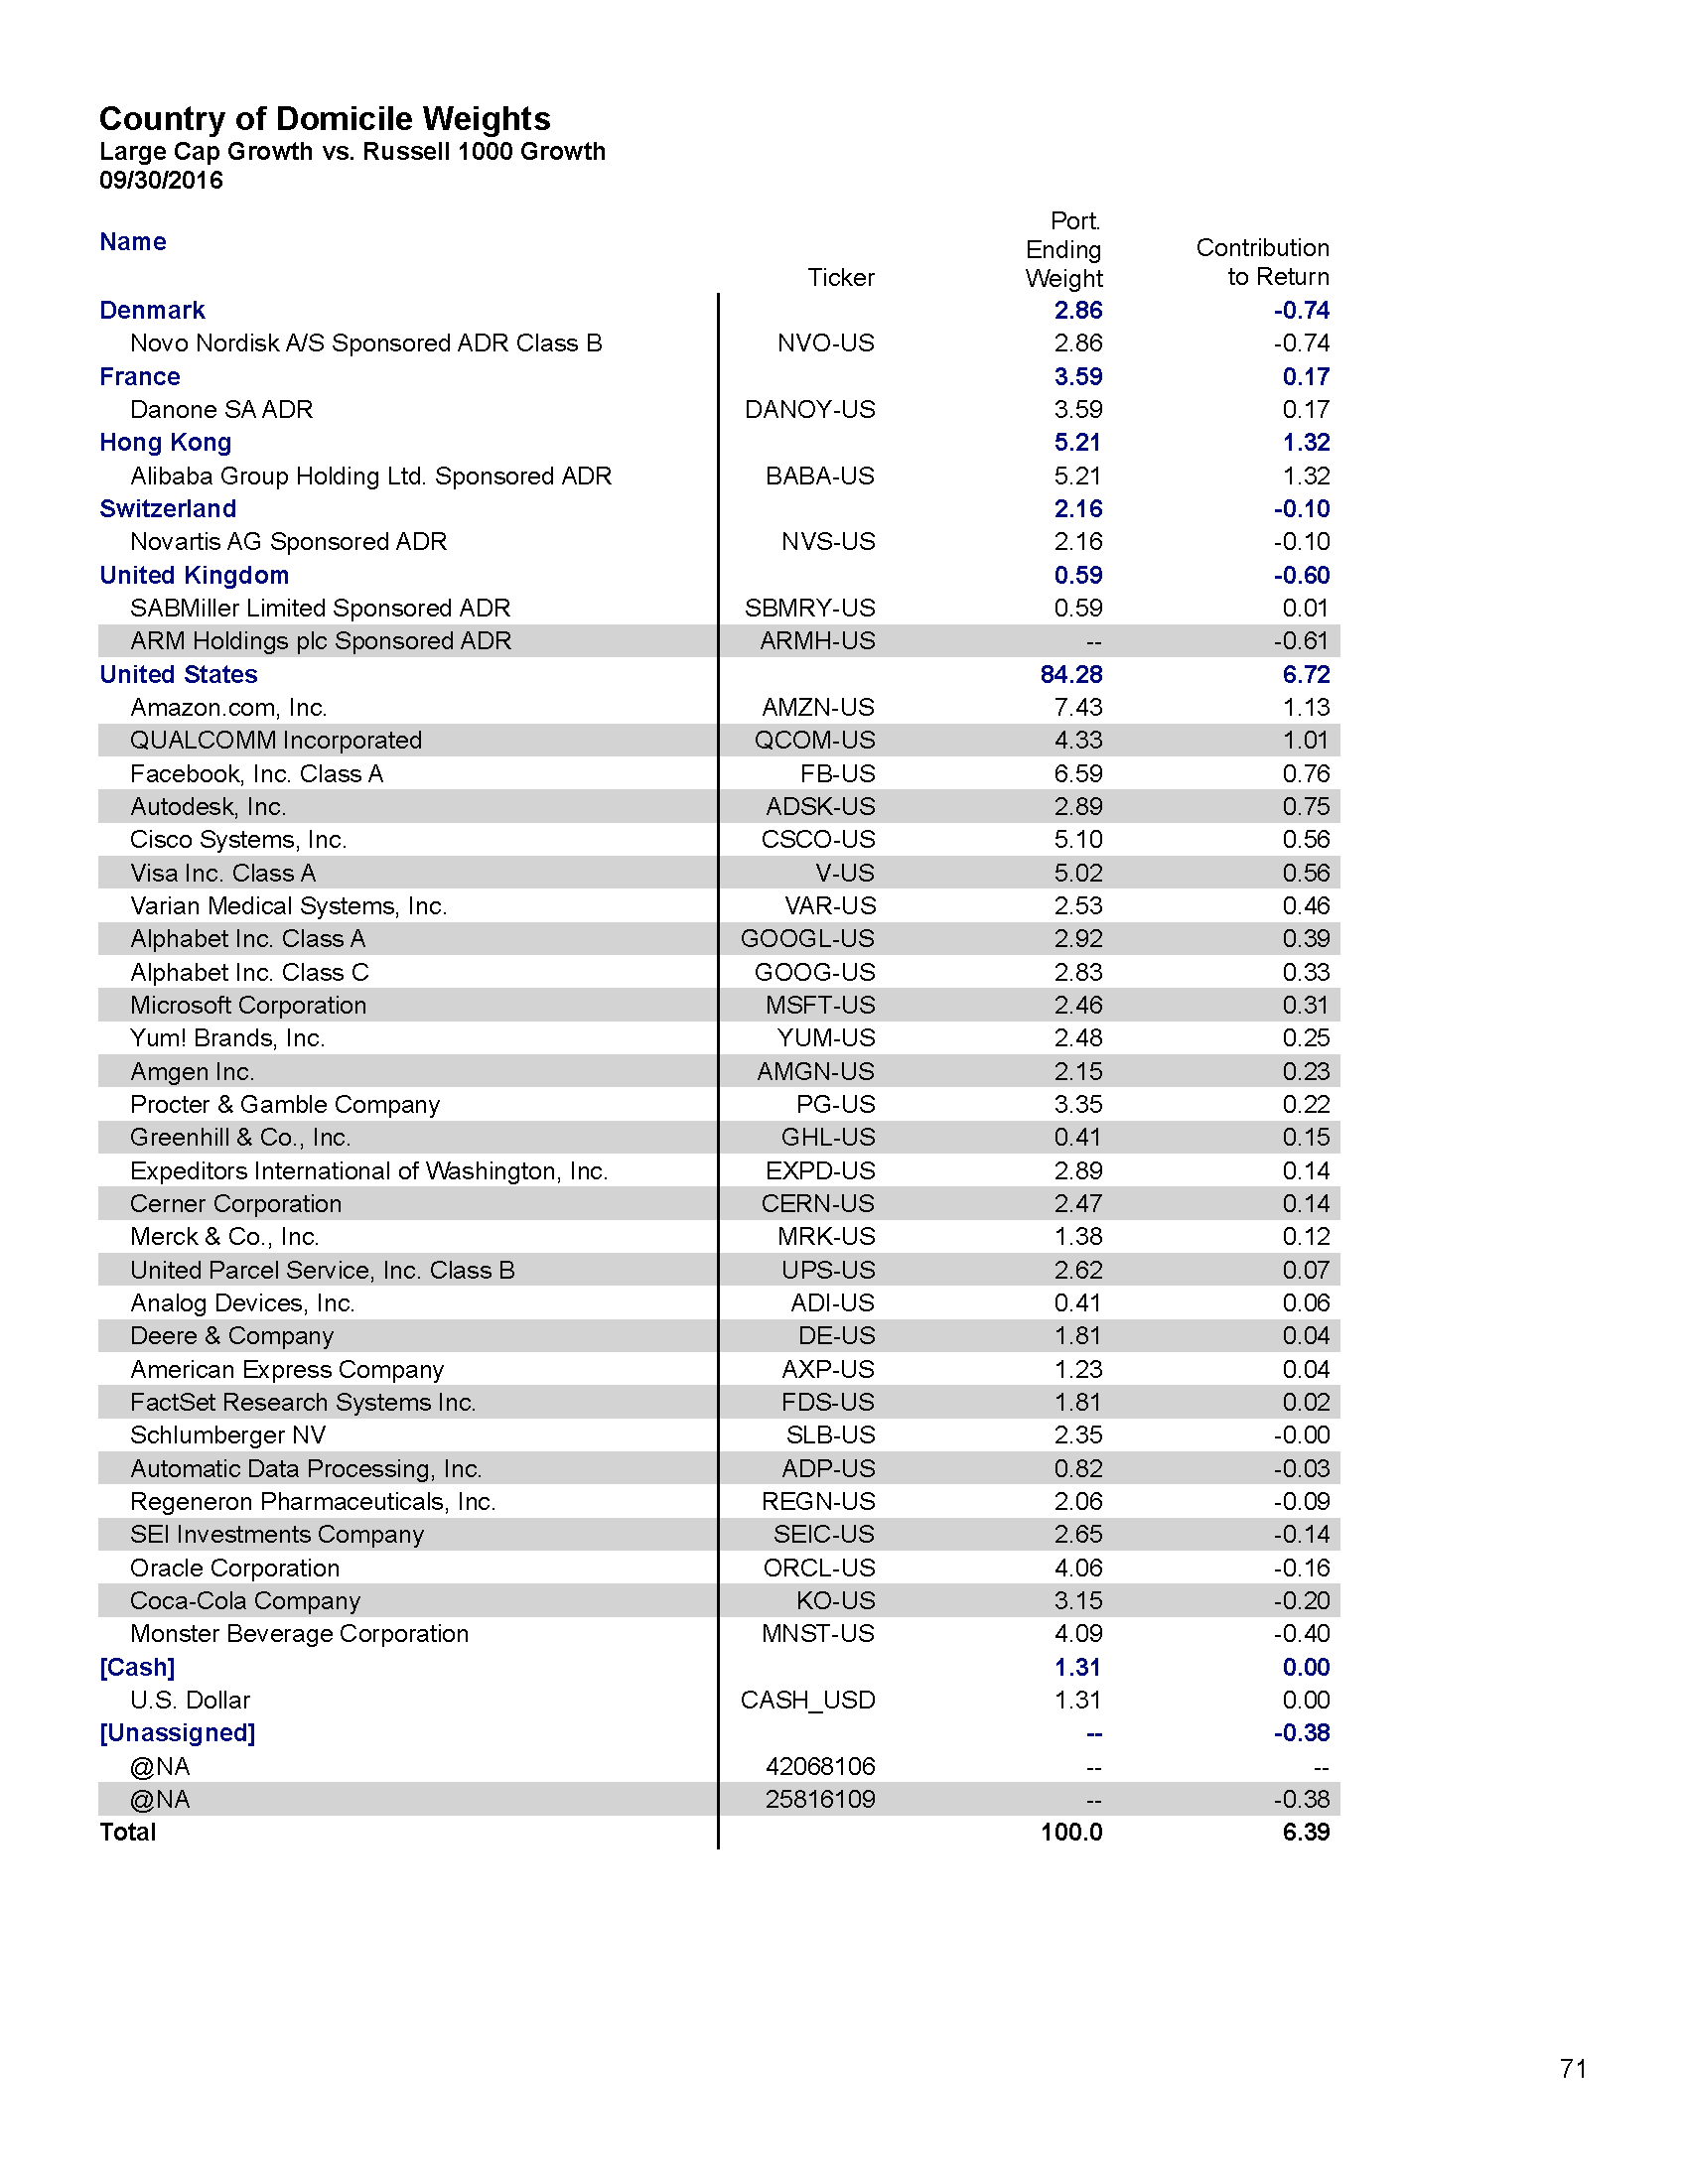 Country of Domicile Weights
Large Cap Growth vs. Russell 1000 Growth
09/30/2016
Name Ticker Port. Ending Weight Contribution to Return
Denmark 2.86 -0.74
Novo Nordisk A/S Sponsored ADR Class B NVO-US 2.86 -0.74
France 3.59 0.17
Danone SA ADR DANOY-US 3.59 0.17
Hong Kong 5.21 1.32
Alibaba Group Holding Ltd. Sponsored ADR BABA-US 5.21 1.32
Switzerland 2.16 -0.10
Novartis AG Sponsored ADR NVS-US 2.16 -0.10
United Kingdom 0.59 -0.60
SABMiller Limited Sponsored ADR SBMRY-US 0.59 0.01
ARM Holdings plc Sponsored ADR ARMH-US -- -0.61
United States 84.28 6.72
Amazon.com, Inc. AMZN-US 7.43 1.13
QUALCOMM Incorporated QCOM-US 4.33 1.01
Facebook, Inc. Class A FB-US 6.59 0.76
Autodesk, Inc. ADSK-US 2.89 0.75
Cisco Systems, Inc. CSCO-US 5.10 0.56
Visa Inc. Class A V-US 5.02 0.56
Varian Medical Systems, Inc. VAR-US 2.53 0.46
Alphabet Inc. Class A GOOGL-US 2.92 0.39
Alphabet Inc. Class C GOOG-US 2.83 0.33
Microsoft Corporation MSFT-US 2.46 0.31
Yum! Brands, Inc. YUM-US 2.48 0.25
Amgen Inc. AMGN-US 2.15 0.23
Procter & Gamble Company PG-US 3.35 0.22
Greenhill & Co., Inc. GHL-US 0.41 0.15
Expeditors International of Washington, Inc. EXPD-US 2.89 0.14
Cerner Corporation CERN-US 2.47 0.14
Merck & Co., Inc. MRK-US 1.38 0.12
United Parcel Service, Inc. Class B UPS-US 2.62 0.07
Analog Devices, Inc. ADI-US 0.41 0.06
Deere & Company DE-US 1.81 0.04
American Express Company AXP-US 1.23 0.04
FactSet Research Systems Inc. FDS-US 1.81 0.02
Schlumberger NV SLB-US 2.35 -0.00
Automatic Data Processing, Inc. ADP-US 0.82 -0.03
Regeneron Pharmaceuticals, Inc. REGN-US 2.06 -0.09
SEI Investments Company SEIC-US 2.65 -0.14
Oracle Corporation ORCL-US 4.06 -0.16
Coca-Cola Company KO-US 3.15 -0.20
Monster Beverage Corporation MNST-US 4.09 -0.40
[Cash] 1.31 0.00
U.S. Dollar CASH_USD 1.31 0.00
[Unassigned] -- -0.38
@NA 42068106 -- --
@NA 25816109 -- -0.38
Total 100.0 6.39
71